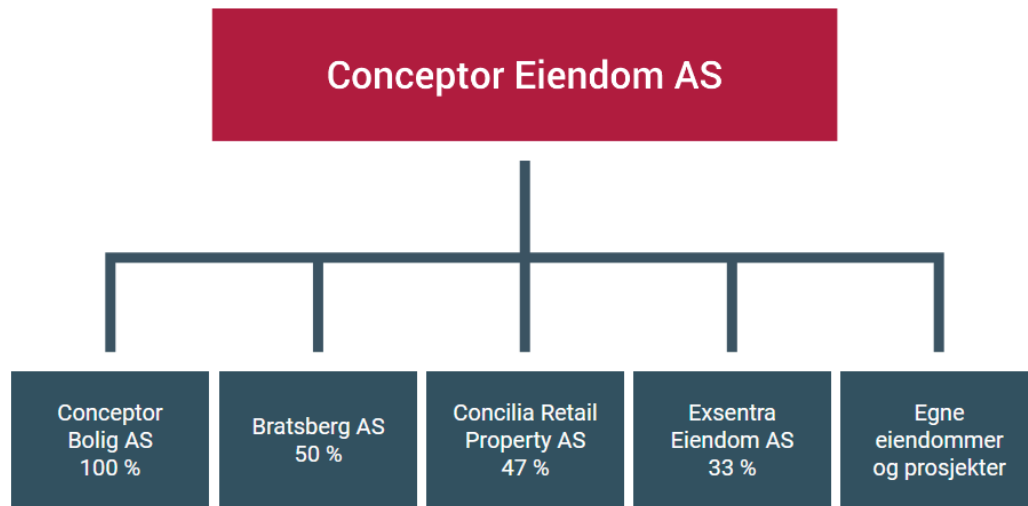 Conceptor Eiendom AS
Conceptor
Bolig AS
100 %
Bratsberg AS
50 %
Concilia Retail
Property AS
47 %
Exsentra
Eiendom AS
33 %
Egne
eiendommer
og prosjekter